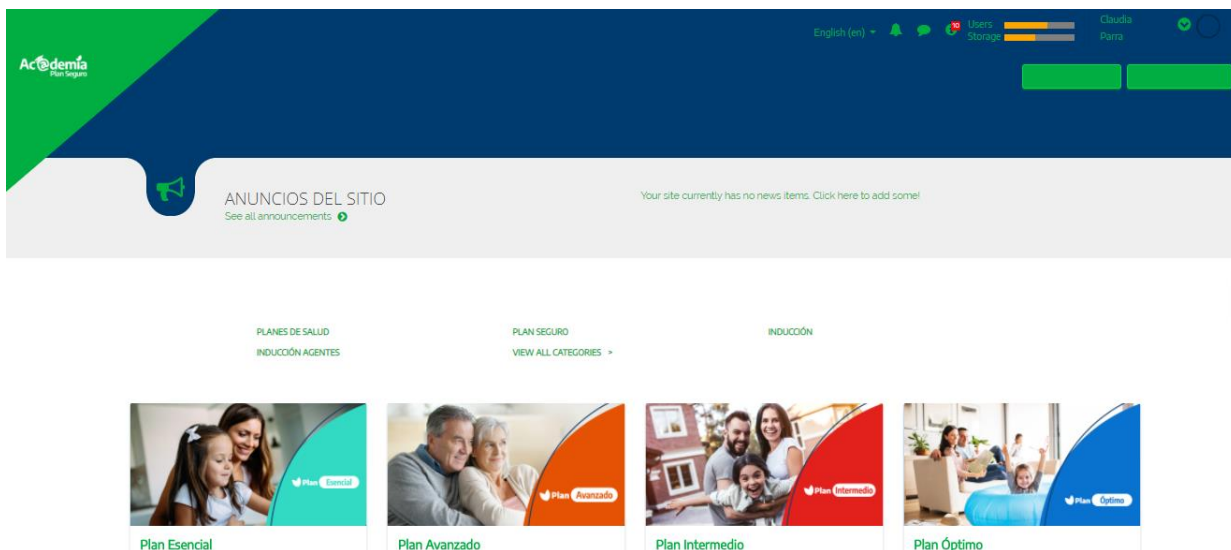 English (en)
10
Users
Storage
Claudia
Parra
Ac@demia
Plan Seguro
ANUNCIOS DEL SITIO
See all announcements
Your site currently has no news items. Click here to add some!
PLANES DE SALUD
PLAN SEGURO
INDUCCIÓN
INDUCCIÓN AGENTES
VIEW ALL CATEGORIES »
Plan Esencial
Plan Avanzado
Plan Intermedio
Plan Óptimo
Plan Esencial
Plan Avanzado
Plan Intermedio
Plan Óptimo